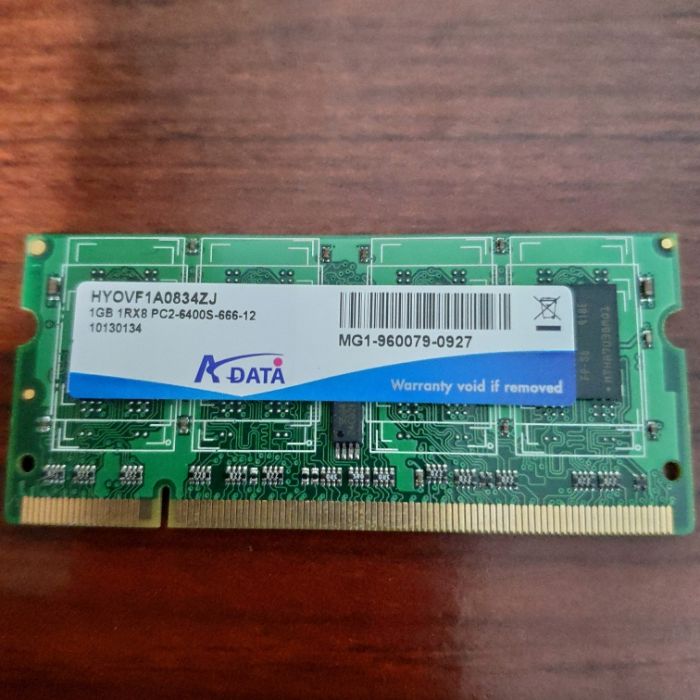 HYOVF1A0834ZJ
1GB 1RX8 PC2-6400S-666-12
10130134
MG1-960079-0927
ADATA
Warranty void if removed